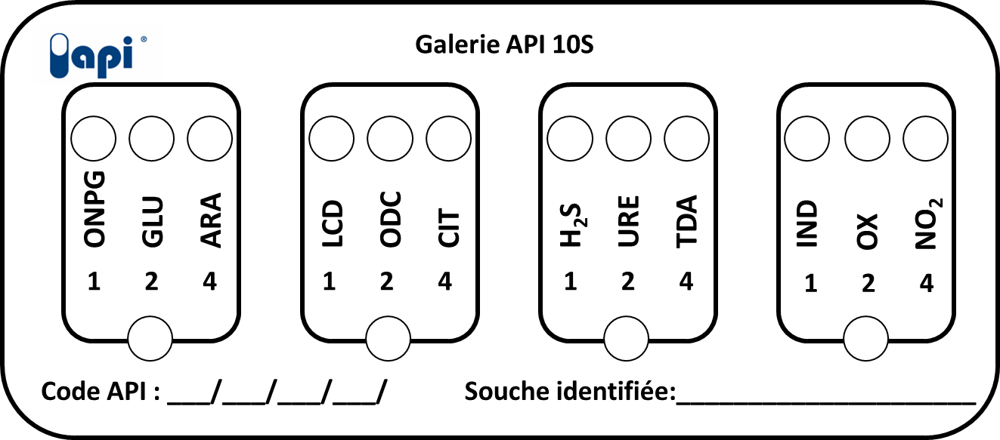 api®
Galerie API 10S
ONPG GLU ARA
1 2 4
LCD ODC CIT
1 2 4
H₂S URE TDA
1 2 4
IND OX NO₂
1 2 4
Code API : ___/___/___/___/
Souche identifiée:______________________